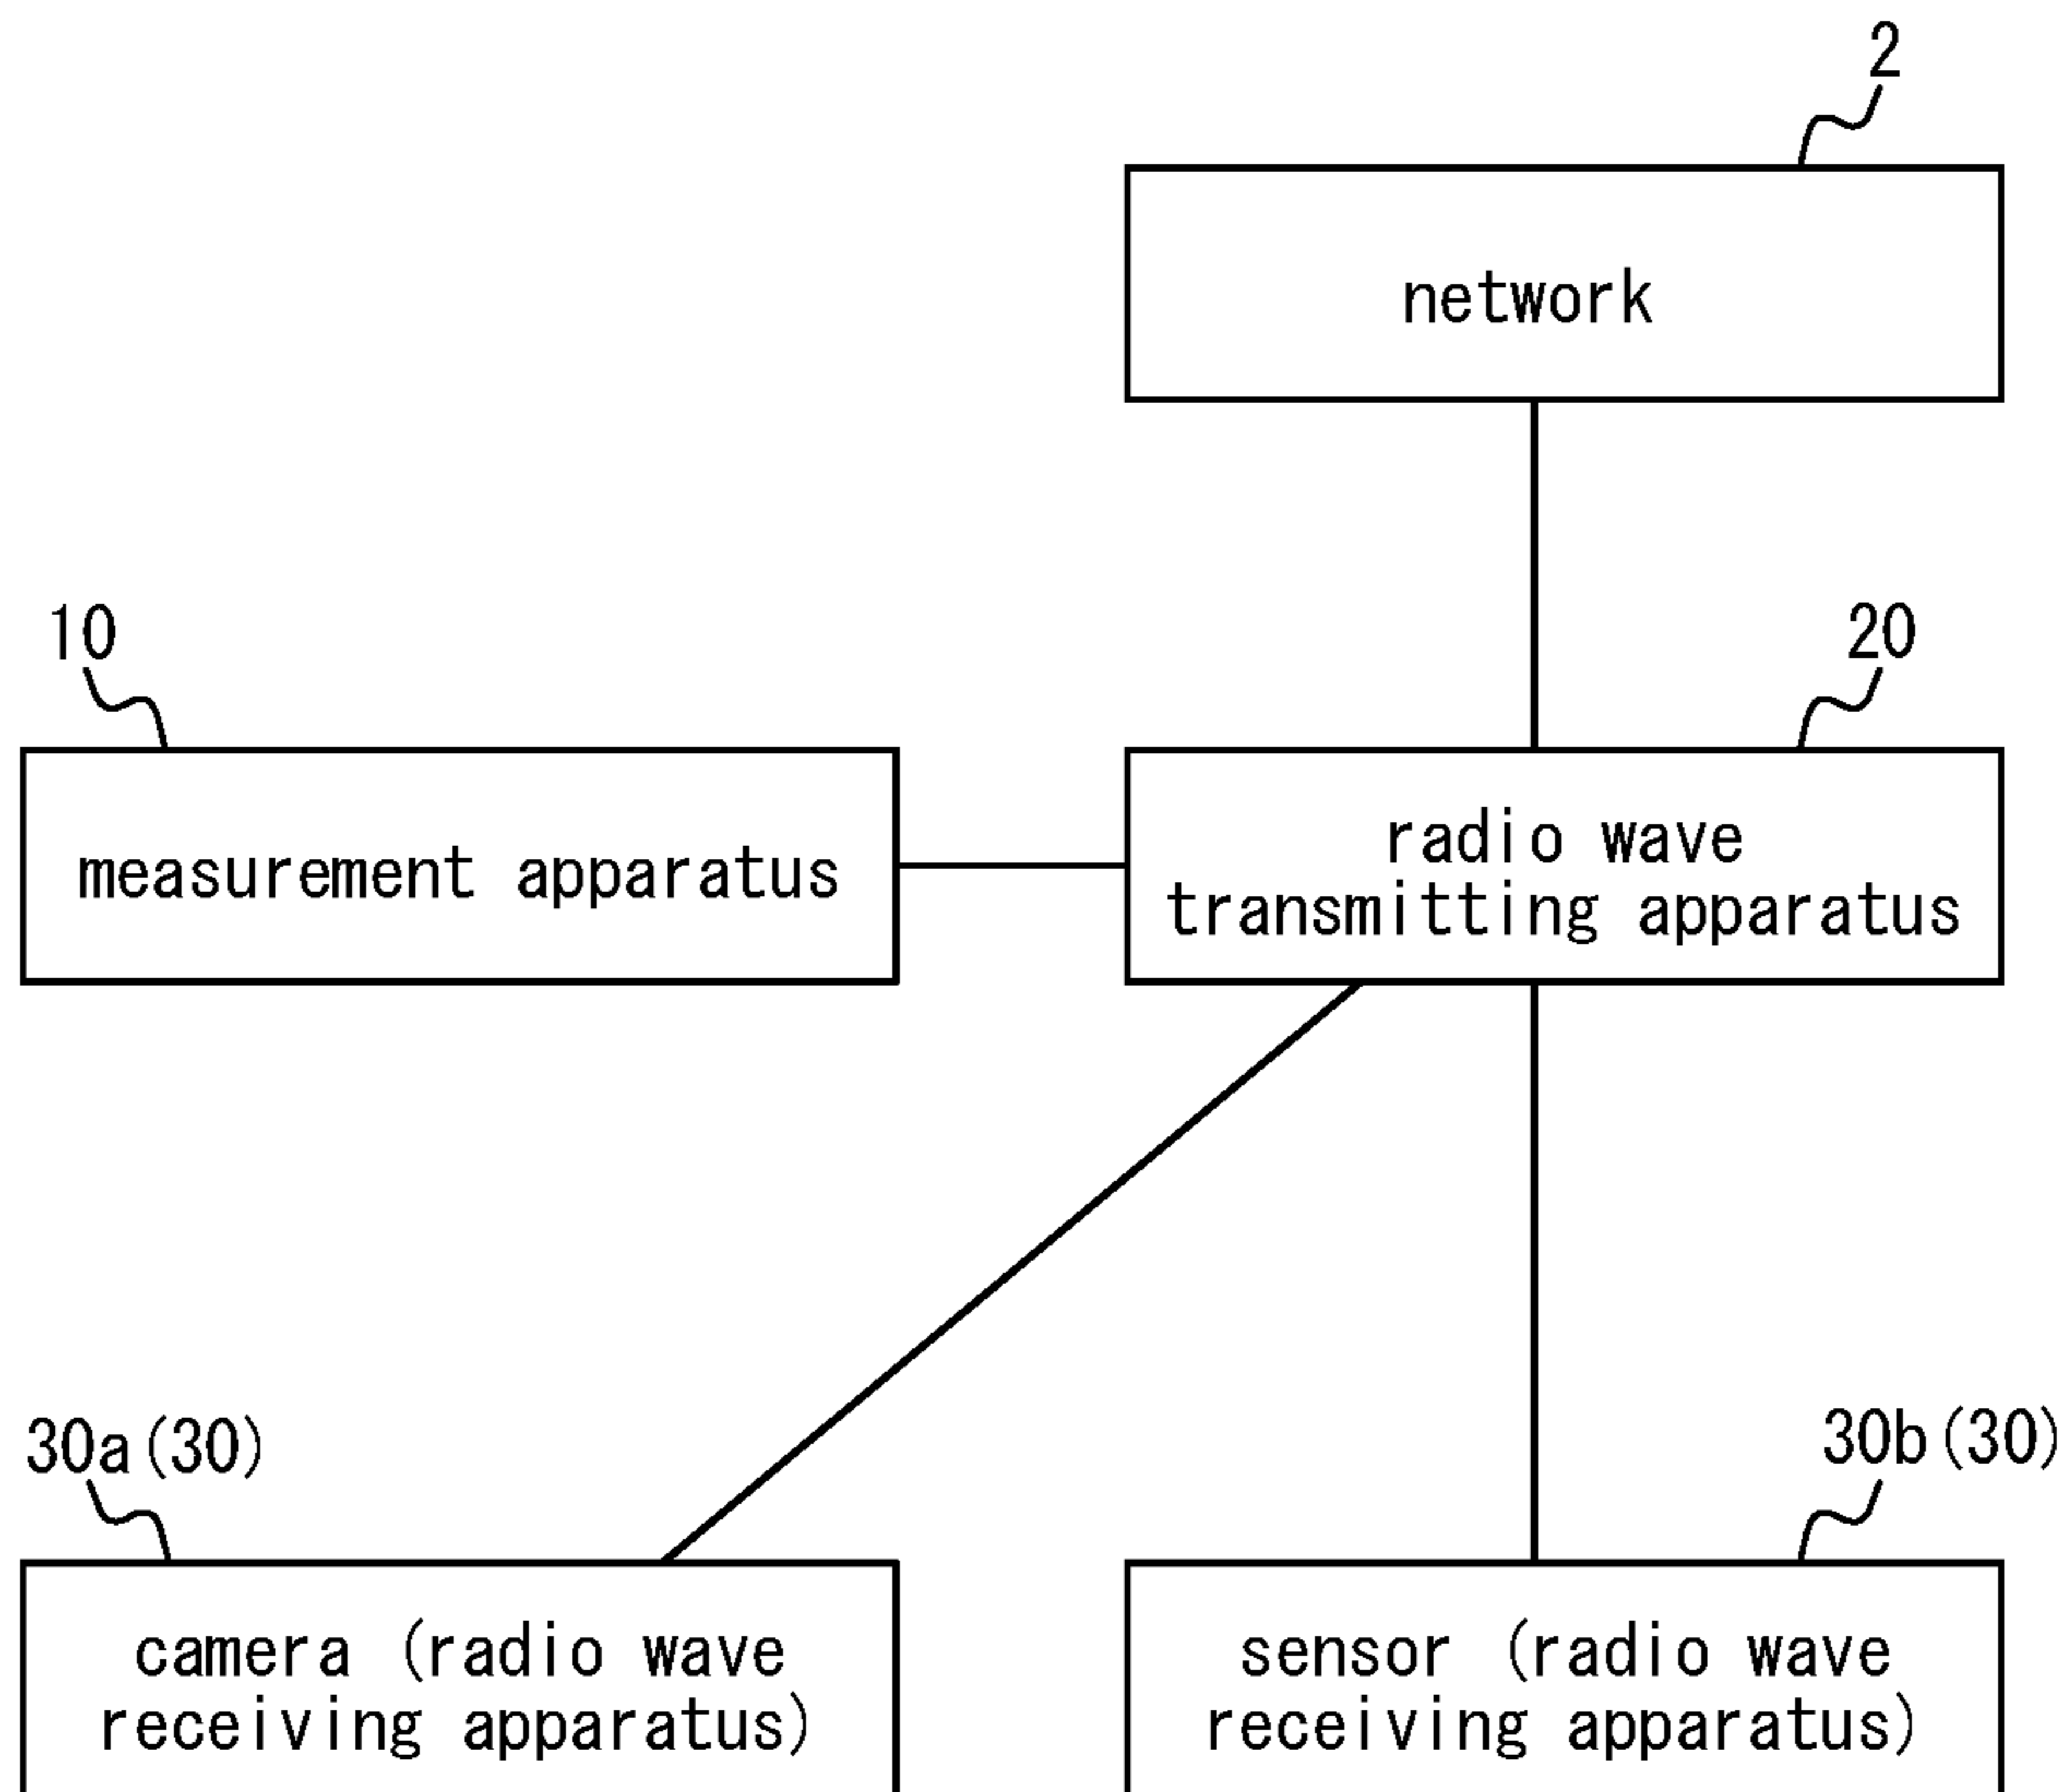 2
network
10
20
measurement apparatus
radio wave
transmitting apparatus
30a(30)
30b(30)
camera (radio wave
receiving apparatus)
sensor (radio wave
receiving apparatus)